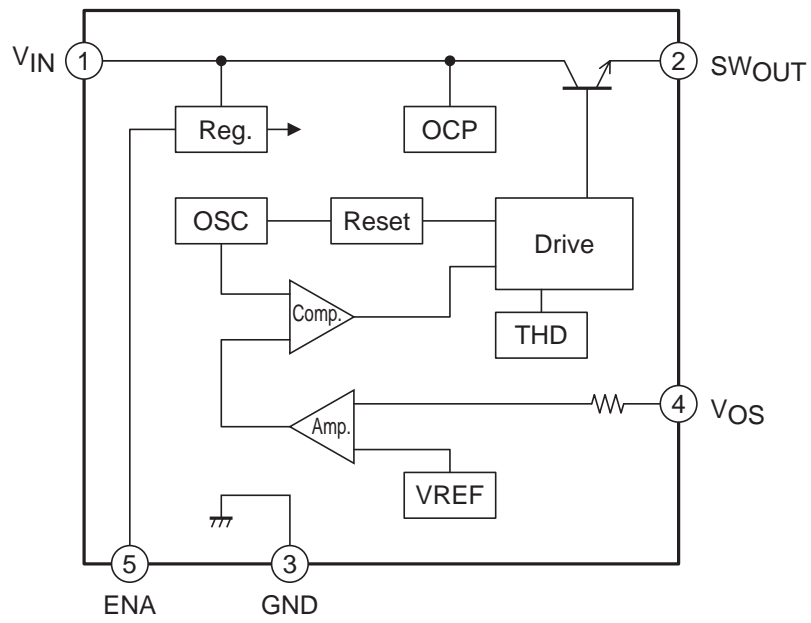 VIN
1
2
SWOUT
Reg.
OCP
OSC
Reset
Drive
Comp.
THD
Amp.
4
VOS
VREF
5
3
ENA
GND